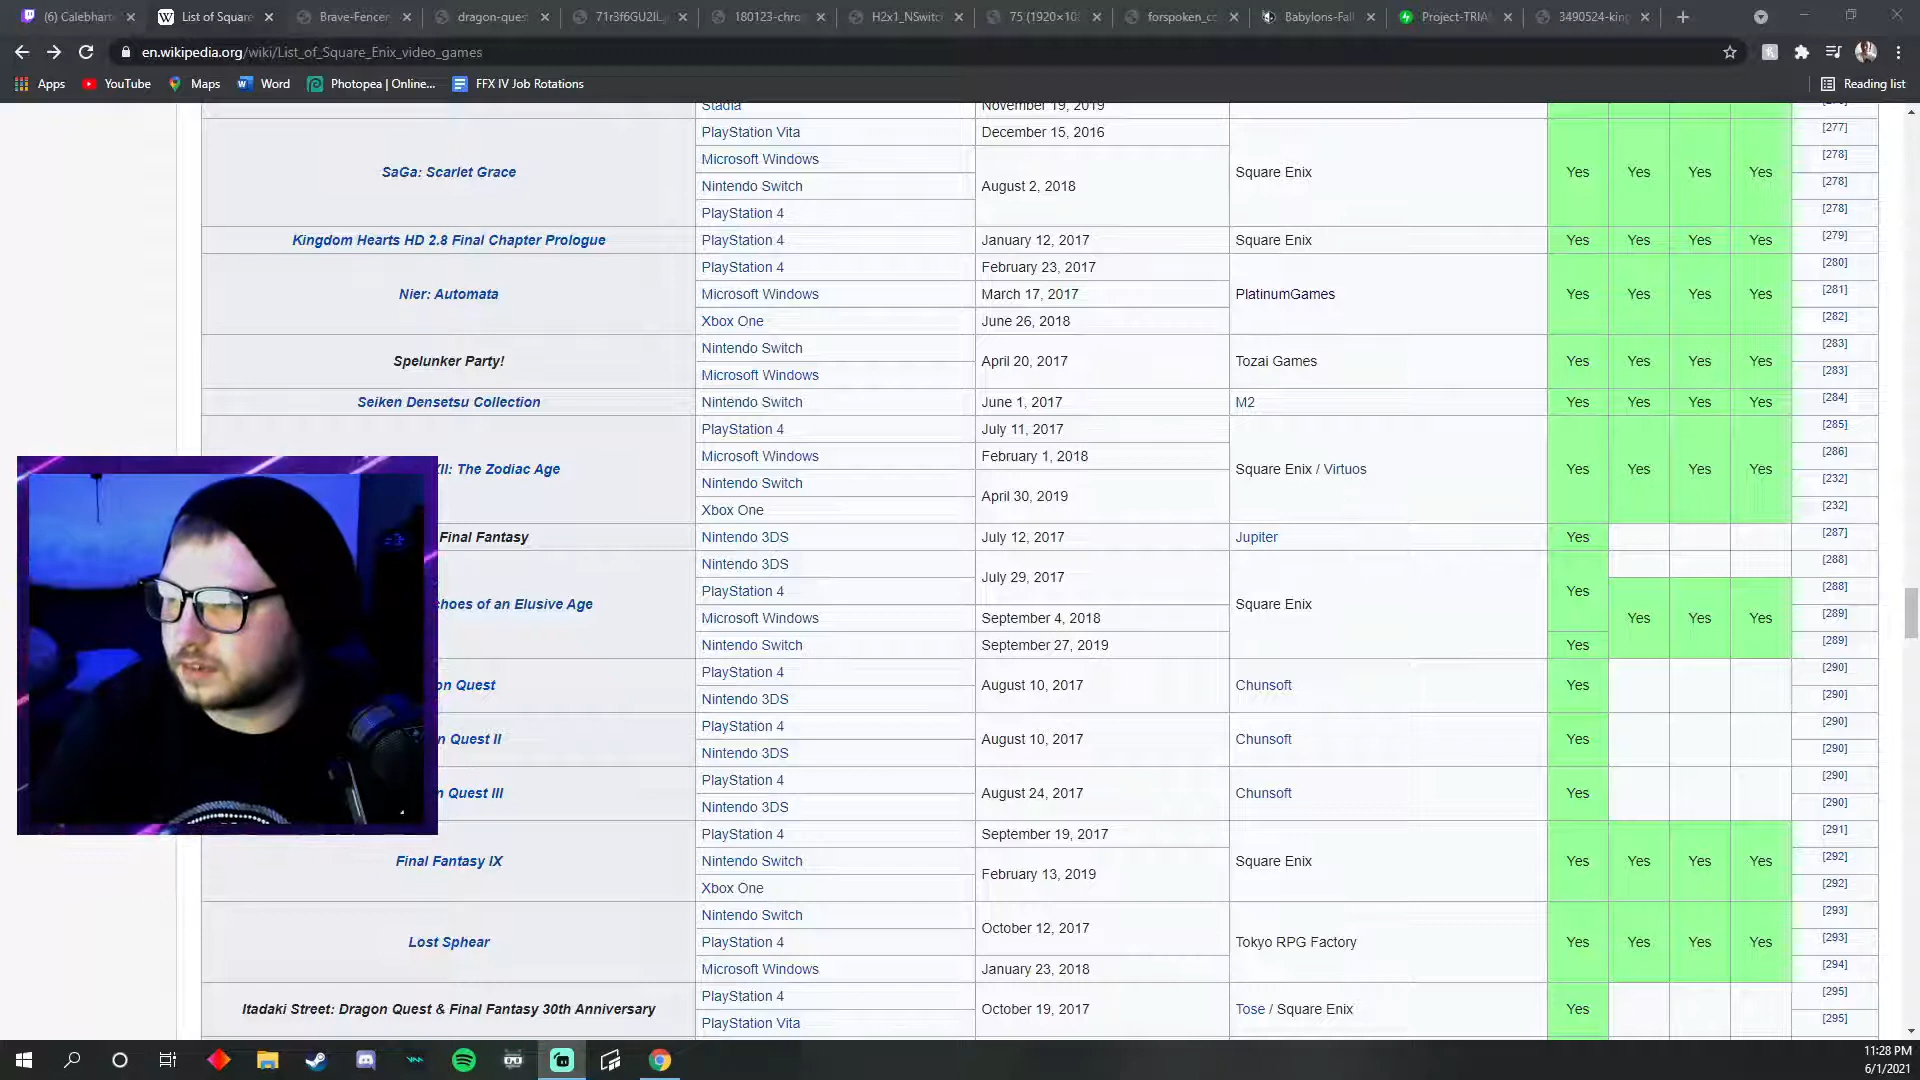 (6) Calebhart
List of Square
Brave-Fencer
dragon-ques
71r3f6GU2IL.j
180123-chro
H2x1_NSwitc
75 (1920×10
forspoken_cc
Babylons-Fall
Project-TRIA
3490524-king
en.wikipedia.org/wiki/List_of_Square_Enix_video_games
Apps YouTube Maps Word Photopea | Online... FFX IV Job Rotations Reading list
Stadia November 19, 2019
PlayStation Vita December 15, 2016 [277]
Microsoft Windows [278]
SaGa: Scarlet Grace Square Enix Yes Yes Yes Yes
Nintendo Switch August 2, 2018 [278]
PlayStation 4 [278]
Kingdom Hearts HD 2.8 Final Chapter Prologue PlayStation 4 January 12, 2017 Square Enix Yes Yes Yes Yes [279]
PlayStation 4 February 23, 2017 [280]
Nier: Automata Microsoft Windows March 17, 2017 PlatinumGames Yes Yes Yes Yes [281]
Xbox One June 26, 2018 [282]
Nintendo Switch [283]
Spelunker Party! April 20, 2017 Tozai Games Yes Yes Yes Yes
Microsoft Windows [283]
Seiken Densetsu Collection Nintendo Switch June 1, 2017 M2 Yes Yes Yes Yes [284]
PlayStation 4 July 11, 2017 [285]
Microsoft Windows February 1, 2018 [286]
XII: The Zodiac Age Square Enix / Virtuos Yes Yes Yes Yes
Nintendo Switch [232]
April 30, 2019
Xbox One [232]
Final Fantasy Nintendo 3DS July 12, 2017 Jupiter Yes [287]
Nintendo 3DS [288]
July 29, 2017
PlayStation 4 Yes [288]
choes of an Elusive Age Square Enix
Microsoft Windows September 4, 2018 Yes Yes Yes [289]
Nintendo Switch September 27, 2019 Yes [289]
PlayStation 4 [290]
on Quest August 10, 2017 Chunsoft Yes
Nintendo 3DS [290]
PlayStation 4 [290]
n Quest II August 10, 2017 Chunsoft Yes
Nintendo 3DS [290]
PlayStation 4 [290]
n Quest III August 24, 2017 Chunsoft Yes
Nintendo 3DS [290]
PlayStation 4 September 19, 2017 [291]
Final Fantasy IX Nintendo Switch Square Enix Yes Yes Yes Yes [292]
February 13, 2019
Xbox One [292]
Nintendo Switch [293]
October 12, 2017
Lost Sphear PlayStation 4 Tokyo RPG Factory Yes Yes Yes Yes [293]
Microsoft Windows January 23, 2018 [294]
PlayStation 4 [295]
Itadaki Street: Dragon Quest & Final Fantasy 30th Anniversary October 19, 2017 Tose / Square Enix Yes
PlayStation Vita [295]
11:28 PM
6/1/2021